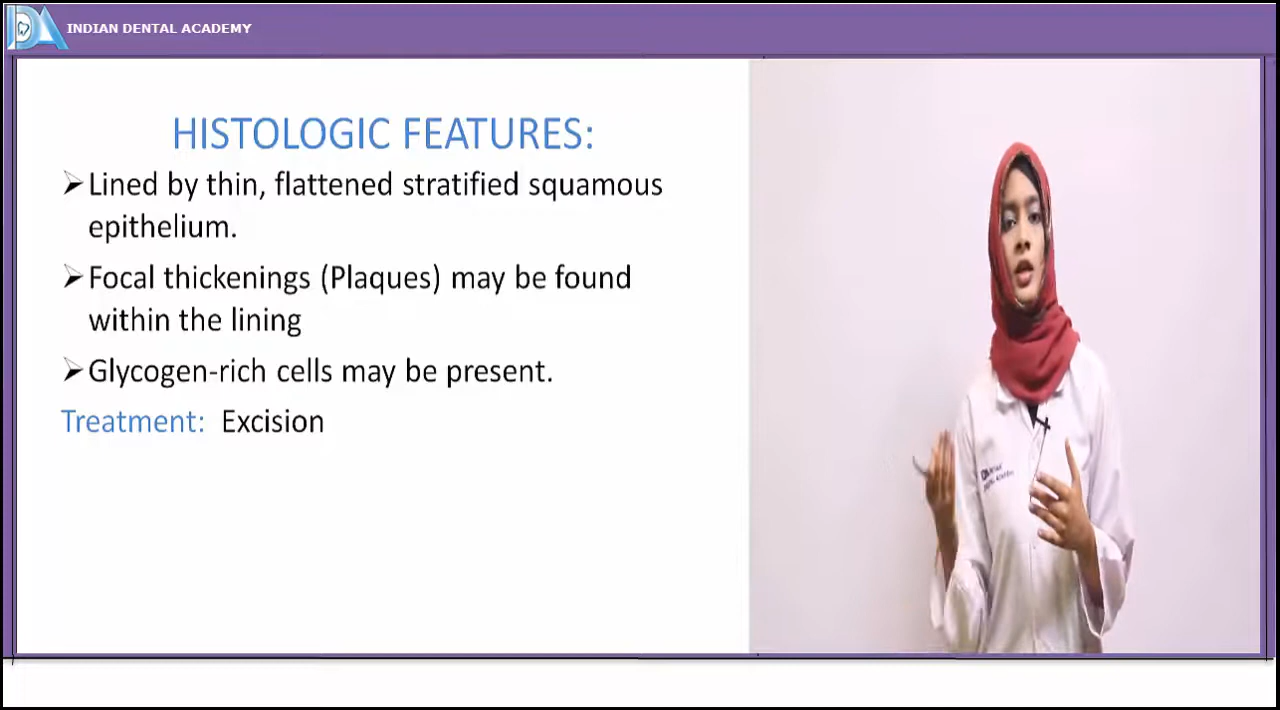 INDIAN DENTAL ACADEMY
HISTOLOGIC FEATURES:
➢Lined by thin, flattened stratified squamous
epithelium.
➢Focal thickenings (Plaques) may be found
within the lining
➢Glycogen-rich cells may be present.
Treatment: Excision